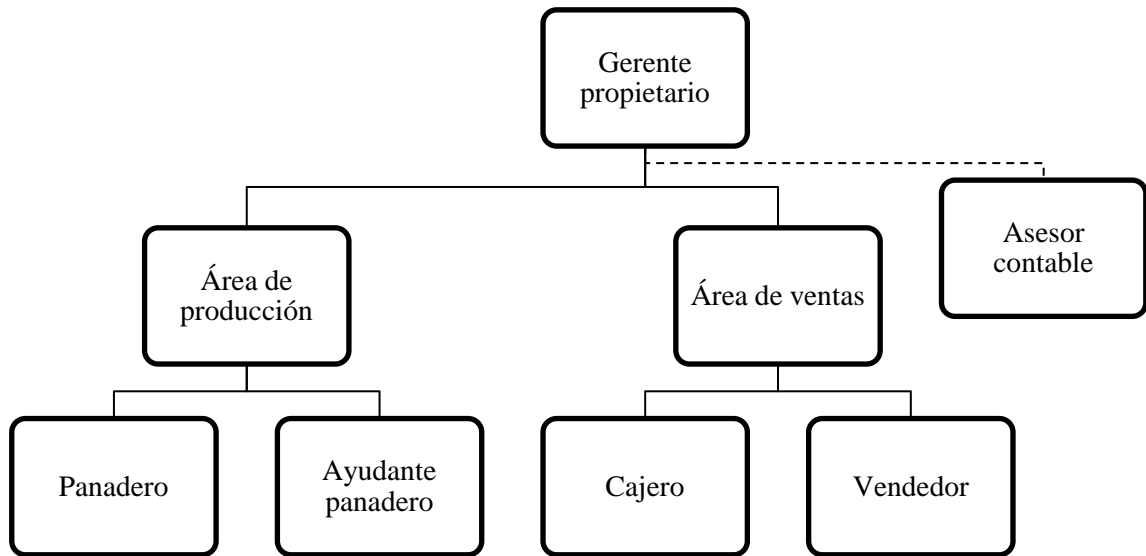 Gerente
propietario
Asesor
contable
Área de
producción
Área de ventas
Panadero
Ayudante
panadero
Cajero
Vendedor